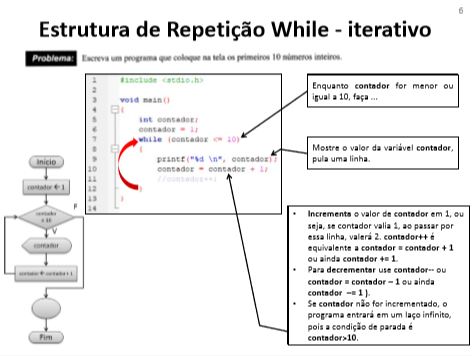 6
Estrutura de Repetição While - iterativo
Problema: Escreva um programa que coloque na tela os primeiros 10 números inteiros.
1 #include <stdio.h>
2
3 void main()
4 {
5 int contador;
6 contador = 1;
7 while (contador <= 10)
8 {
9 printf("%d \n", contador);
10 contador = contador + 1;
11 //contador++;
12 }
13 }
14
Enquanto contador for menor ou
igual a 10, faça ...
Mostre o valor da variável contador,
pula uma linha.
• Incrementa o valor de contador em 1, ou
seja, se contador valia 1, ao passar por
essa linha, valerá 2. contador++ é
equivalente a contador = contador + 1
ou ainda contador += 1.
• Para decrementar use contador-- ou
contador = contador – 1 ou ainda
contador –= 1 ).
• Se contador não for incrementado, o
programa entrará em um laço infinito,
pois a condição de parada é
contador>10.
Início
contador ← 1
contador
≤ 10
F
V
contador
contador ← contador + 1
Fim